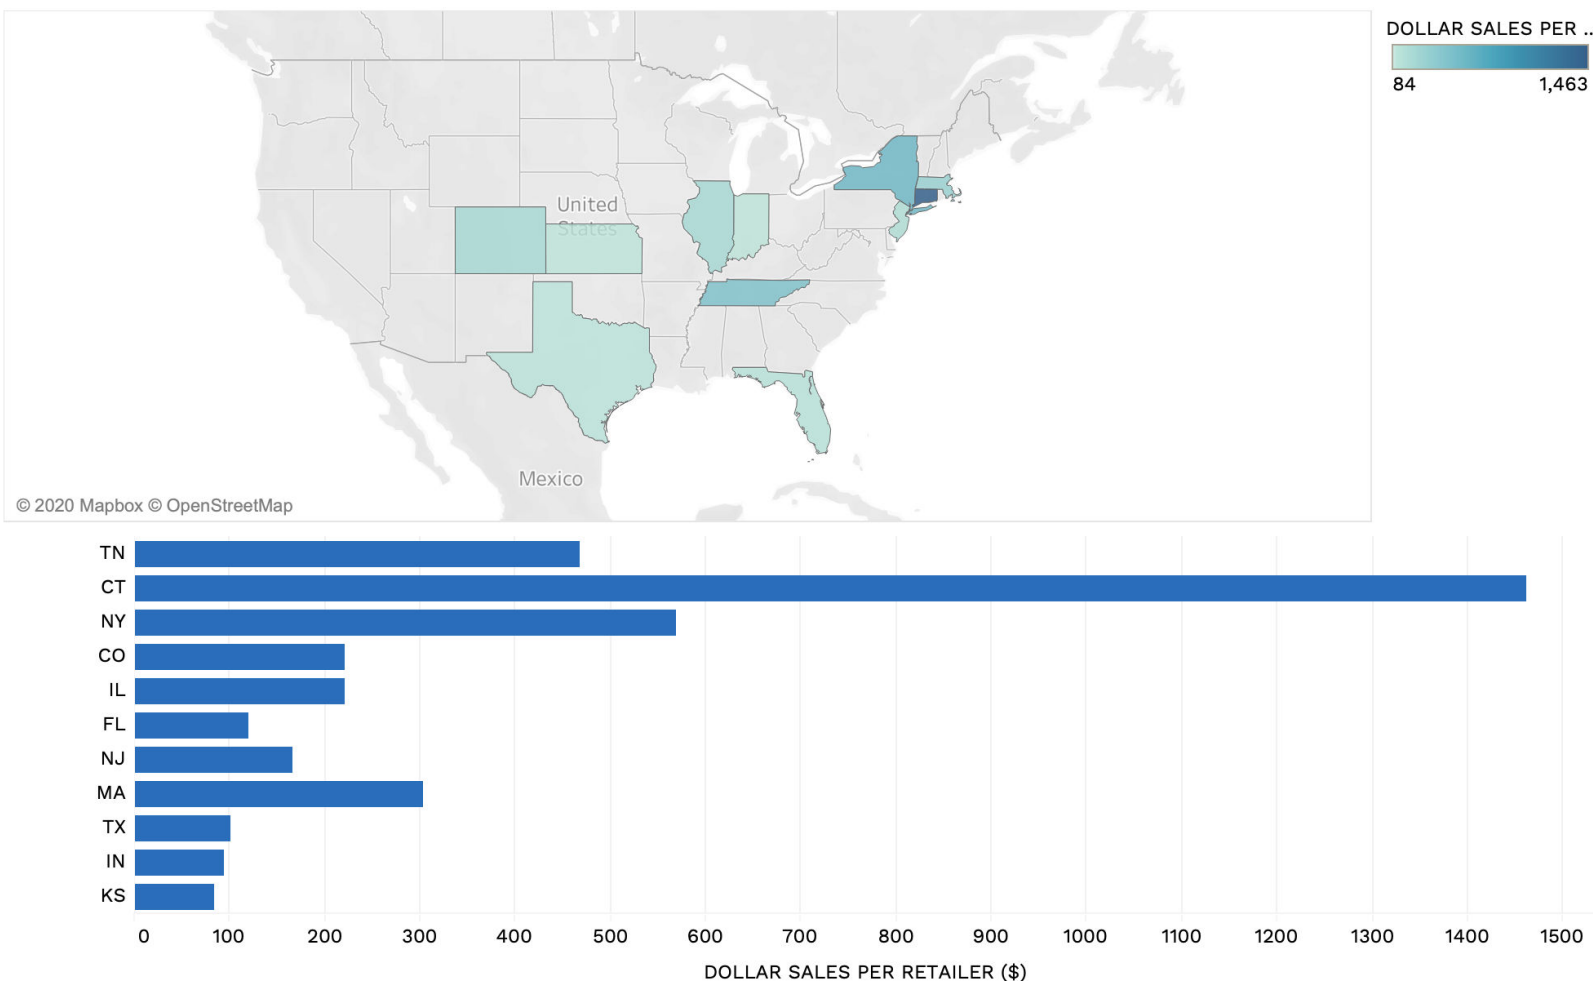 DOLLAR SALES PER ..
84 1,463
United
States
Mexico
© 2020 Mapbox © OpenStreetMap
TN
CT
NY
CO
IL
FL
NJ
MA
TX
IN
KS
0 100 200 300 400 500 600 700 800 900 1000 1100 1200 1300 1400 1500
DOLLAR SALES PER RETAILER ($)